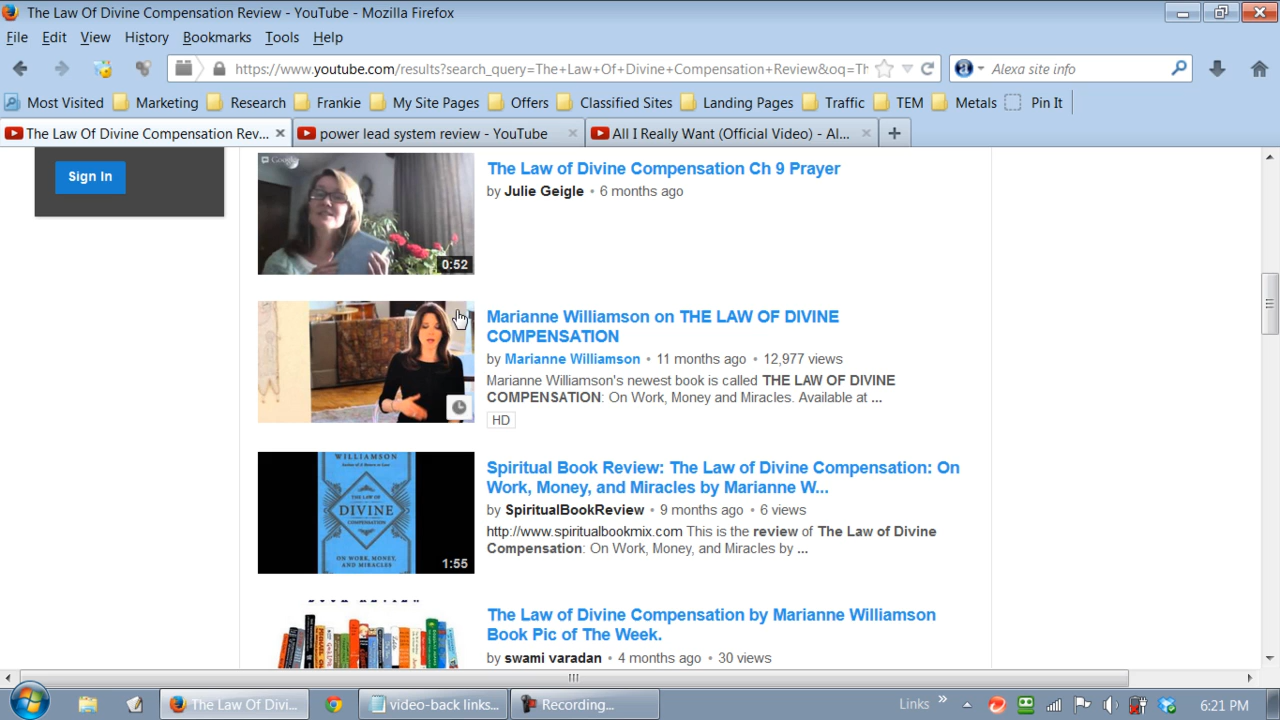 The Law Of Divine Compensation Review - YouTube - Mozilla Firefox
File Edit View History Bookmarks Tools Help
https://www.youtube.com/results?search_query=The+Law+Of+Divine+Compensation+Review&oq=Th
a Alexa site info
Most Visited Marketing Research Frankie My Site Pages Offers Classified Sites Landing Pages Traffic TEM Metals Pin It
The Law Of Divine Compensation Rev... power lead system review - YouTube All I Really Want (Official Video) - Al...
Sign In
Google
0:52
The Law of Divine Compensation Ch 9 Prayer
by Julie Geigle • 6 months ago
Marianne Williamson on THE LAW OF DIVINE
COMPENSATION
by Marianne Williamson • 11 months ago • 12,977 views
Marianne Williamson's newest book is called THE LAW OF DIVINE
COMPENSATION: On Work, Money and Miracles. Available at ...
HD
WILLIAMSON
THE LAW OF
DIVINE
COMPENSATION
ON WORK, MONEY,
AND MIRACLES
1:55
Spiritual Book Review: The Law of Divine Compensation: On
Work, Money, and Miracles by Marianne W...
by SpiritualBookReview • 9 months ago • 6 views
http://www.spiritualbookmix.com This is the review of The Law of Divine
Compensation: On Work, Money, and Miracles by ...
The Law of Divine Compensation by Marianne Williamson
Book Pic of The Week.
by swami varadan • 4 months ago • 30 views
The Law Of Divi... video-back links... Recording... Links » 6:21 PM